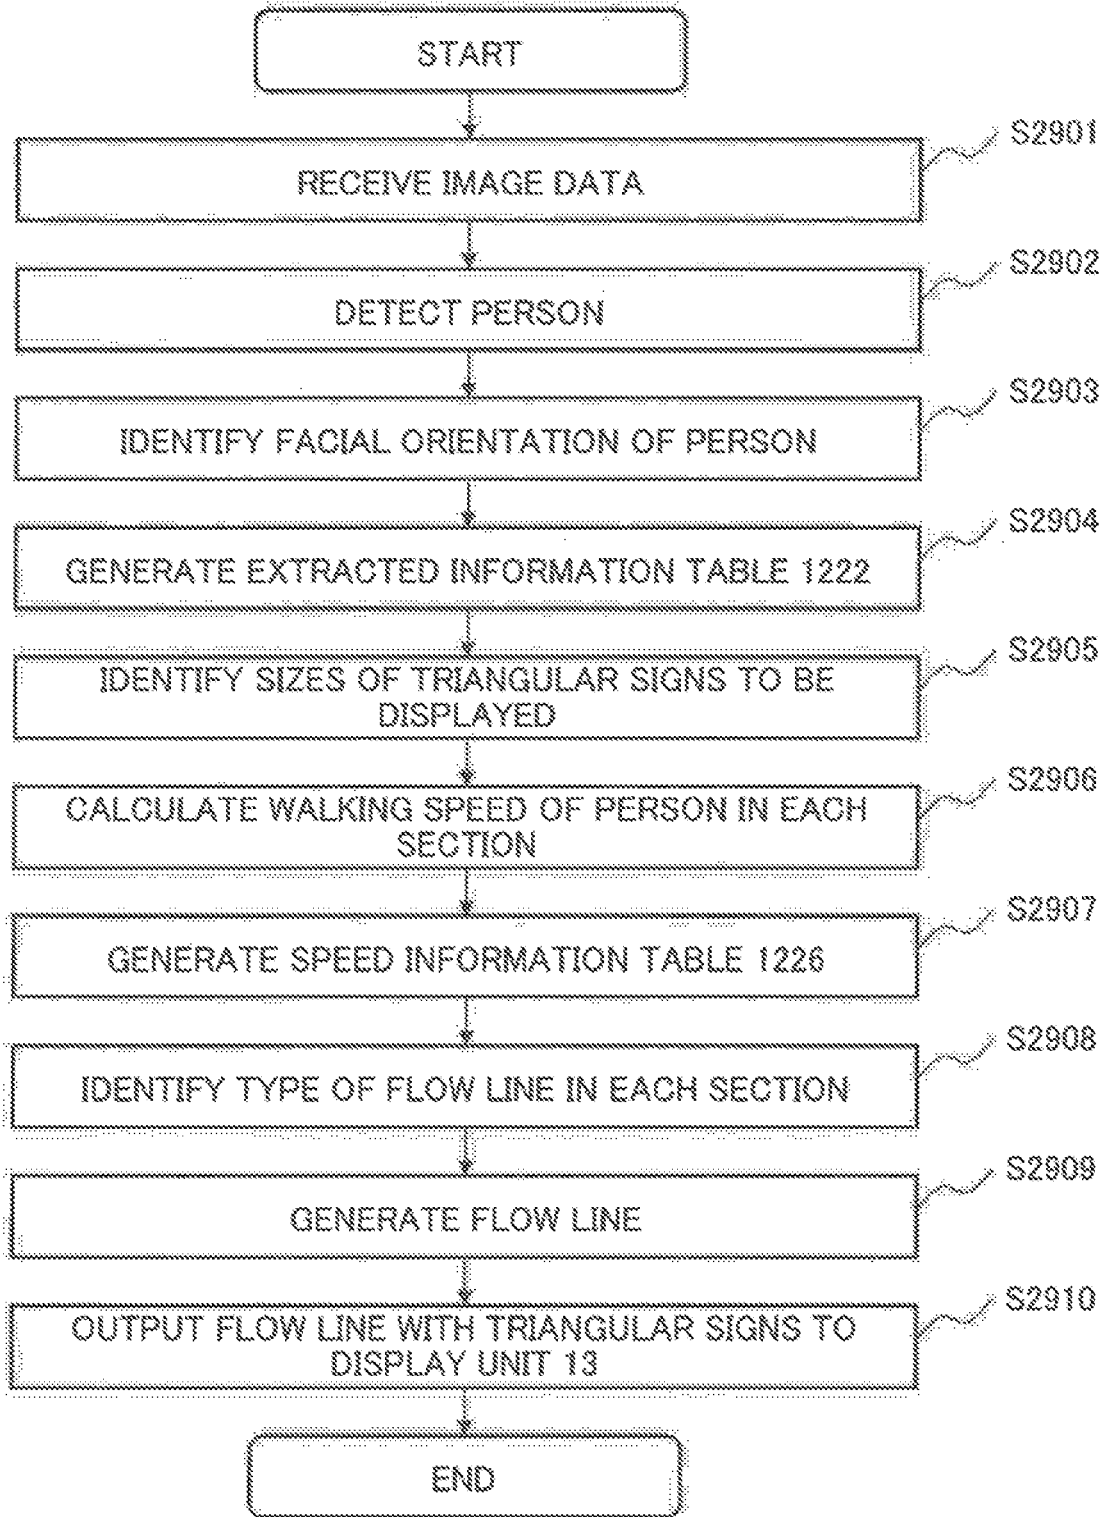 START
S2901
RECEIVE IMAGE DATA
S2902
DETECT PERSON
S2903
IDENTIFY FACIAL ORIENTATION OF PERSON
S2904
GENERATE EXTRACTED INFORMATION TABLE 1222
S2905
IDENTIFY SIZES OF TRIANGULAR SIGNS TO BE
DISPLAYED
S2906
CALCULATE WALKING SPEED OF PERSON IN EACH
SECTION
S2907
GENERATE SPEED INFORMATION TABLE 1226
S2908
IDENTIFY TYPE OF FLOW LINE IN EACH SECTION
S2909
GENERATE FLOW LINE
S2910
OUTPUT FLOW LINE WITH TRIANGULAR SIGNS TO
DISPLAY UNIT 13
END